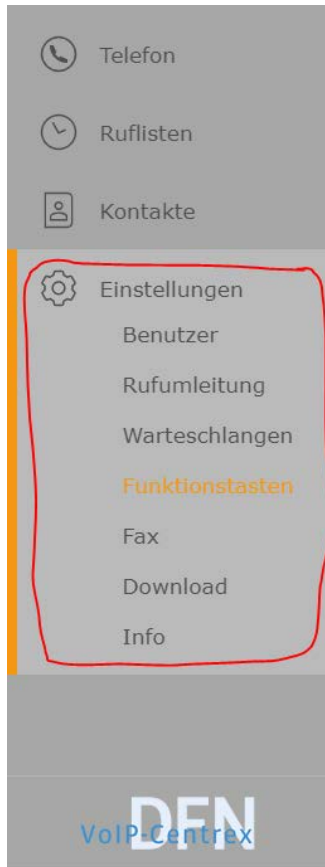 Telefon
Ruflisten
Kontakte
Einstellungen
Benutzer
Rufumleitung
Warteschlangen
Funktionstasten
Fax
Download
Info
DFN
VoIP-Centrex